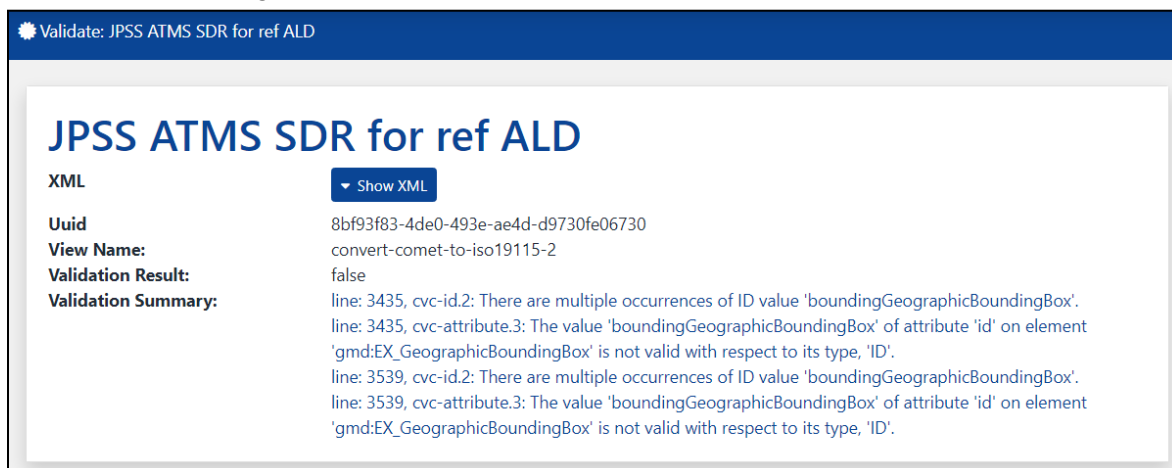 Validate: JPSS ATMS SDR for ref ALD
JPSS ATMS SDR for ref ALD
XML
Show XML
Uuid 8bf93f83-4de0-493e-ae4d-d9730fe06730
View Name: convert-comet-to-iso19115-2
Validation Result: false
Validation Summary: line: 3435, cvc-id.2: There are multiple occurrences of ID value 'boundingGeographicBoundingBox'.
line: 3435, cvc-attribute.3: The value 'boundingGeographicBoundingBox' of attribute 'id' on element
'gmd:EX_GeographicBoundingBox' is not valid with respect to its type, 'ID'.
line: 3539, cvc-id.2: There are multiple occurrences of ID value 'boundingGeographicBoundingBox'.
line: 3539, cvc-attribute.3: The value 'boundingGeographicBoundingBox' of attribute 'id' on element
'gmd:EX_GeographicBoundingBox' is not valid with respect to its type, 'ID'.